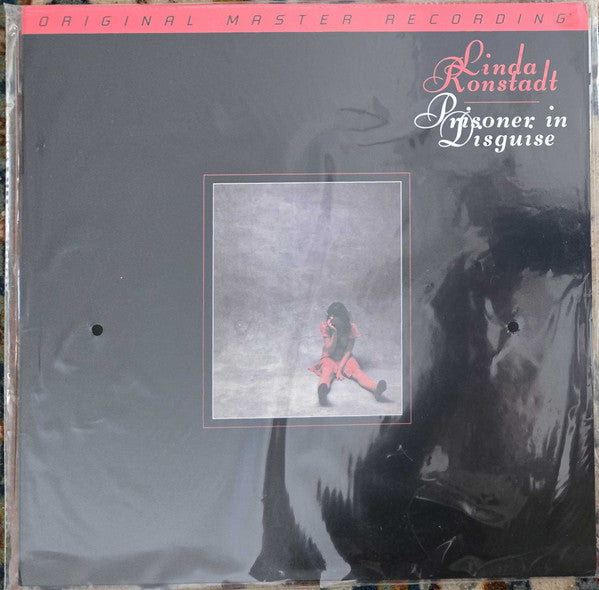 ORIGINAL MASTER RECORDING
Linda
Ronstadt
Prisoner in
Disguise